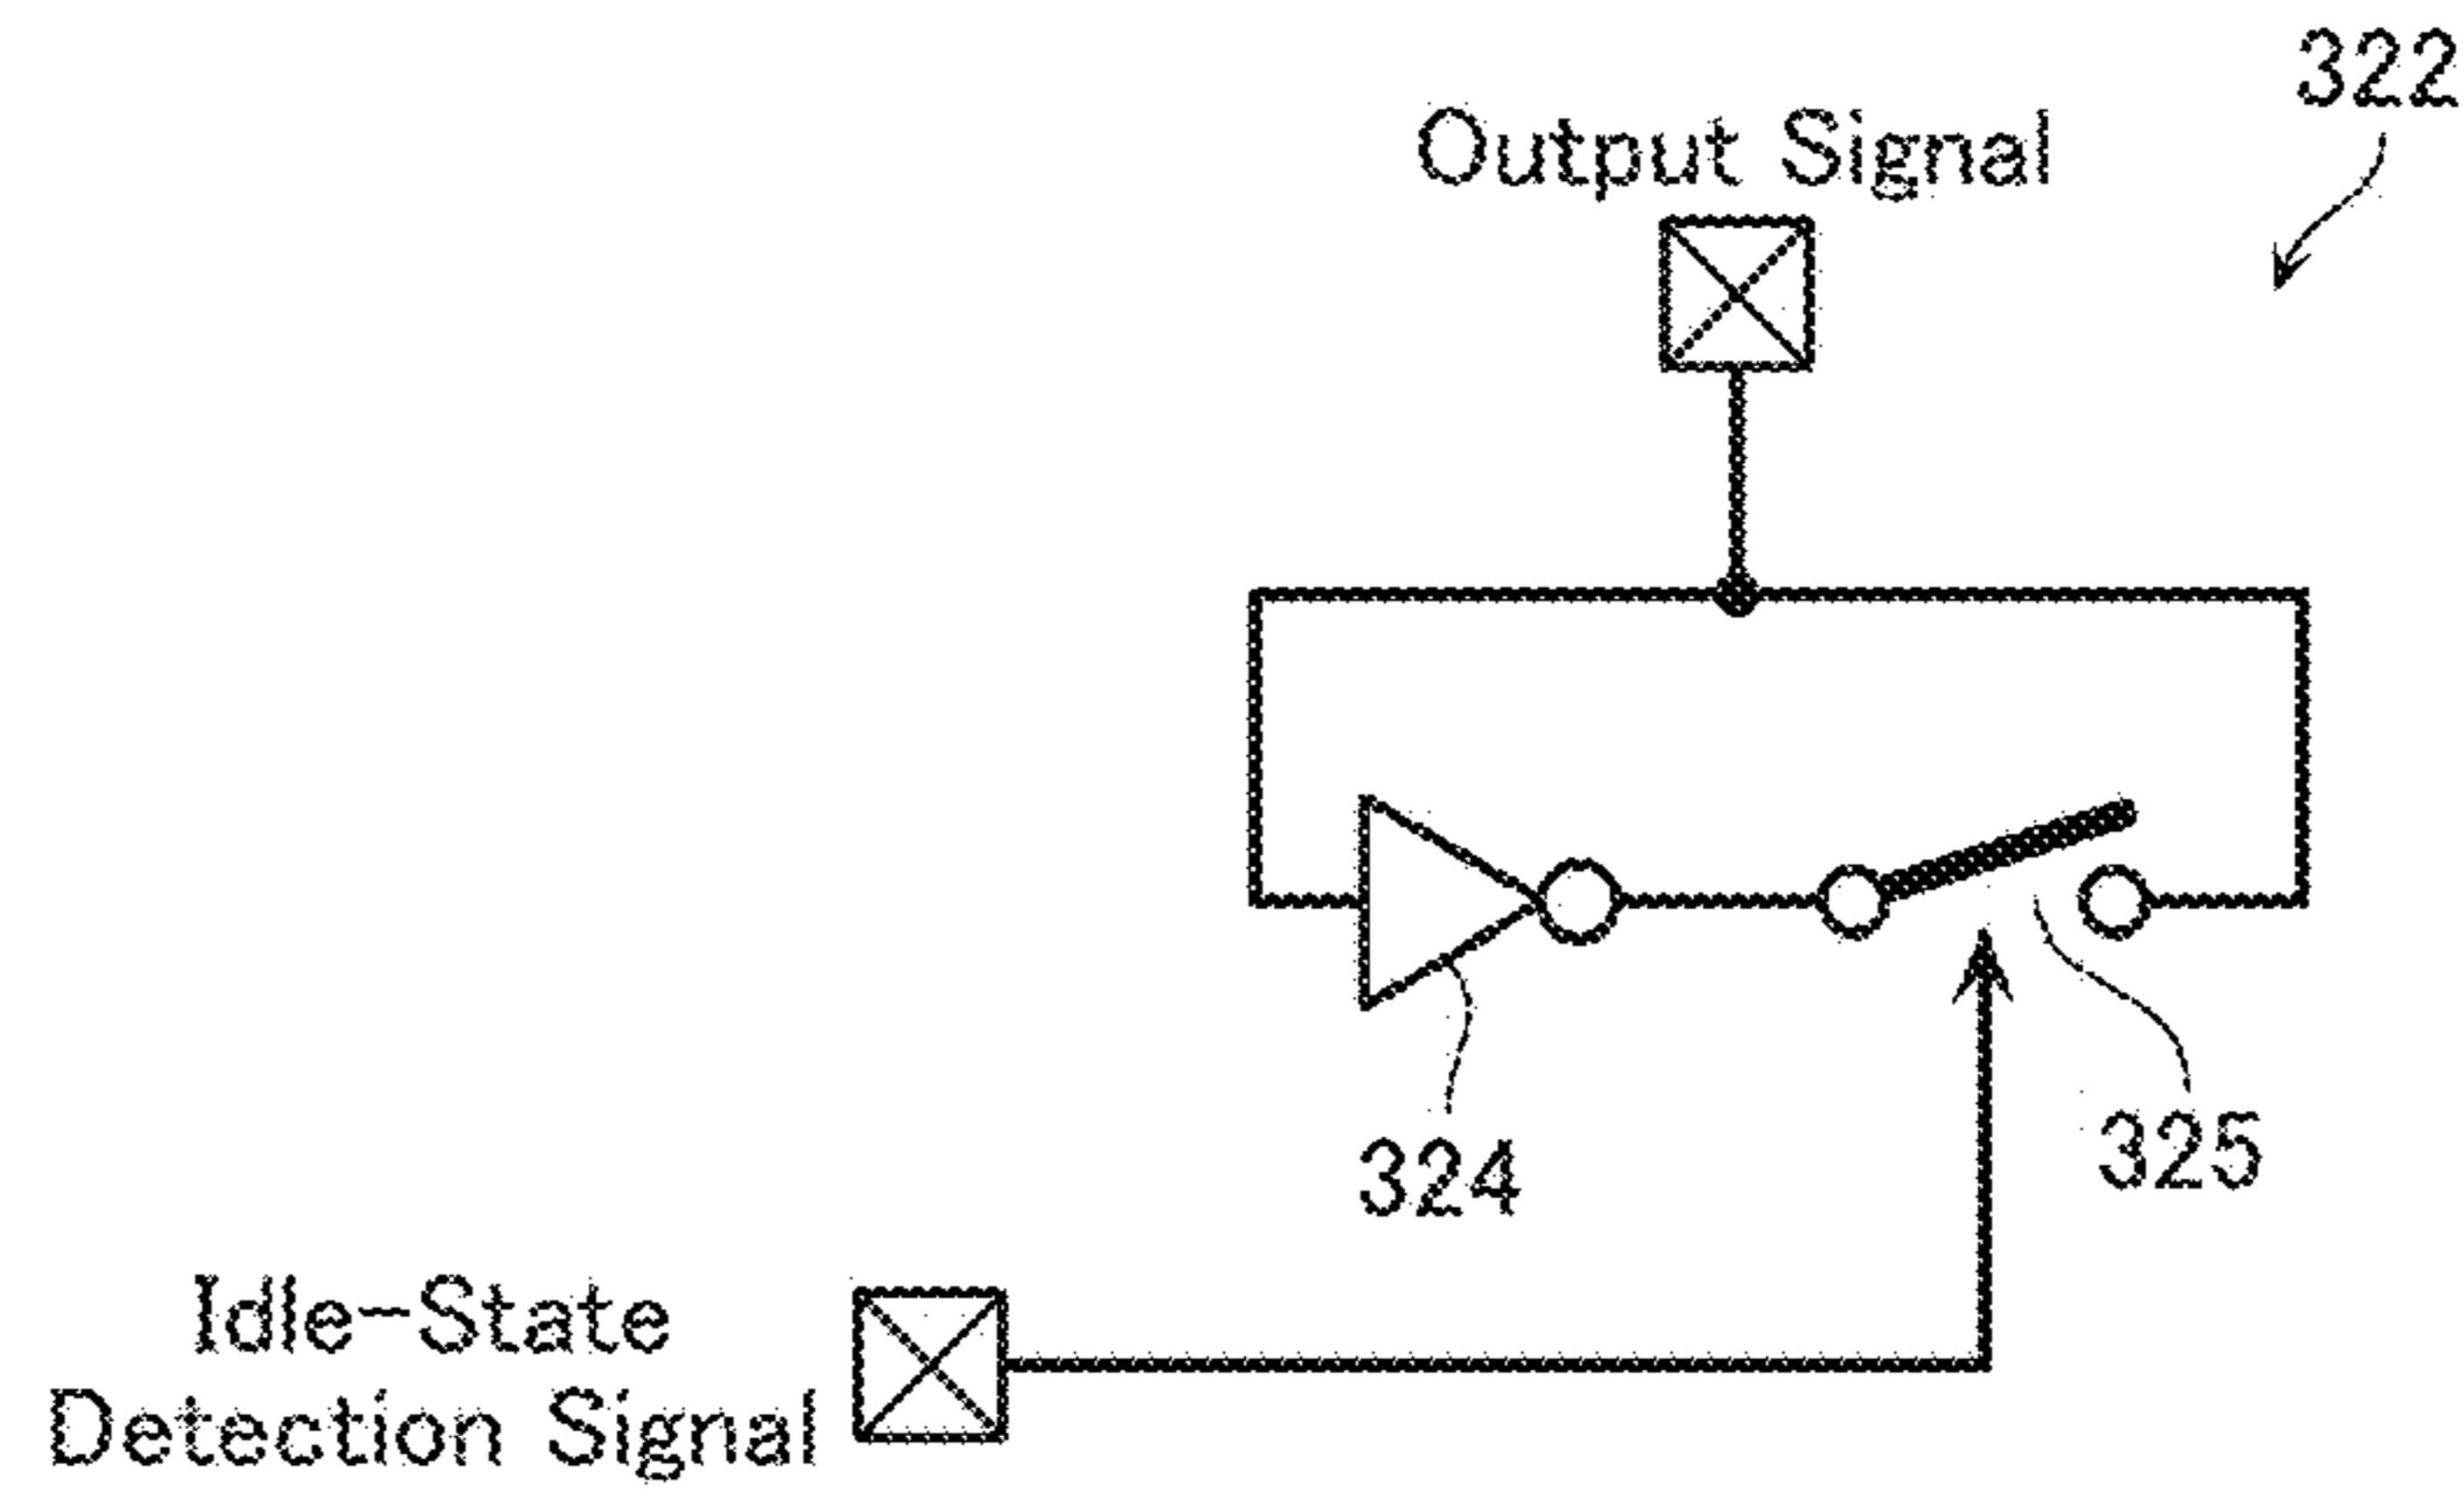 322
Output Signal
324
325
Idle-State
Detection Signal